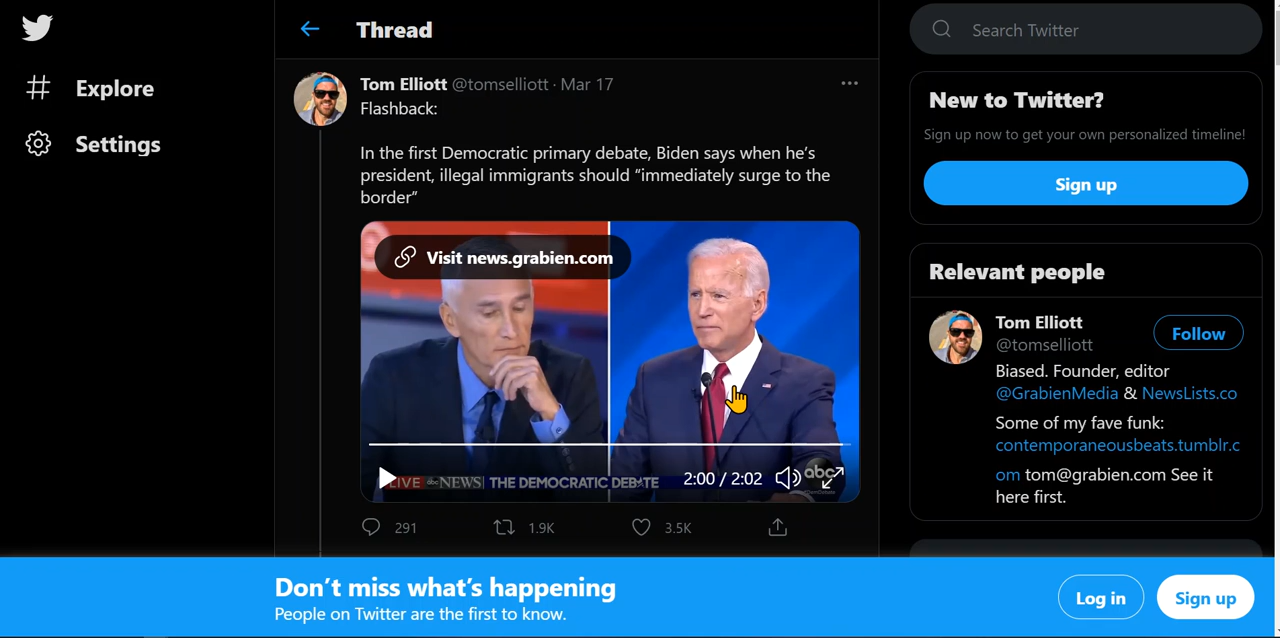 Explore
Settings
Thread
Tom Elliott @tomselliott · Mar 17
Flashback:
In the first Democratic primary debate, Biden says when he's
president, illegal immigrants should "immediately surge to the
border"
Visit news.grabien.com
2:00 / 2:02
abc
LIVE abc NEWS THE DEMOCRATIC DEBATE
291
1.9K
3.5K
Search Twitter
New to Twitter?
Sign up now to get your own personalized timeline!
Sign up
Relevant people
Tom Elliott
@tomselliott
Follow
Biased. Founder, editor
@GrabienMedia & NewsLists.co
Some of my fave funk:
contemporaneousbeats.tumblr.c
om tom@grabien.com See it
here first.
Don't miss what's happening
People on Twitter are the first to know.
Log in
Sign up